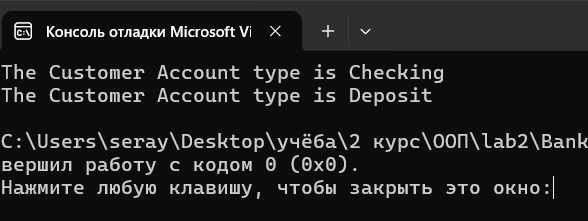 Консоль отладки Microsoft Vi
The Customer Account type is Checking
The Customer Account type is Deposit
C:\Users\seray\Desktop\учёба\2 курс\ООП\lab2\Bank
вершил работу с кодом 0 (0x0).
Нажмите любую клавишу, чтобы закрыть это окно: